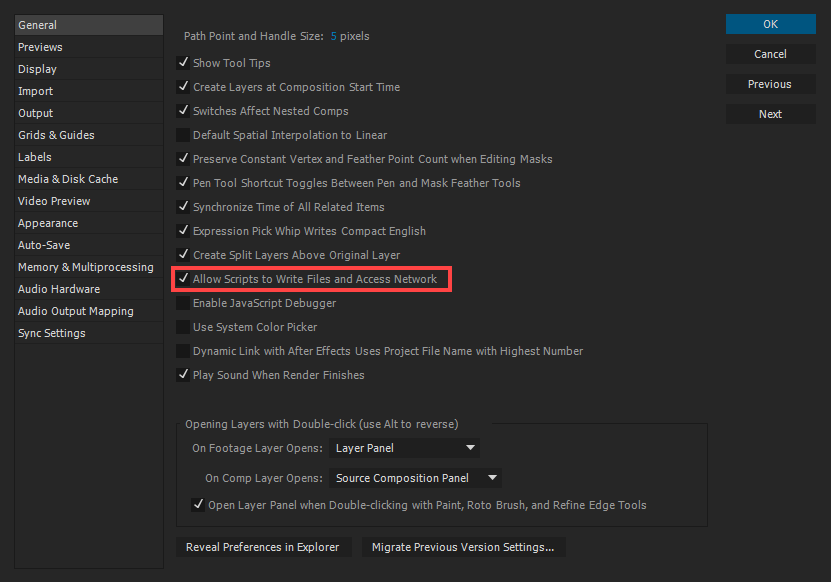 General
Previews
Display
Import
Output
Grids & Guides
Labels
Media & Disk Cache
Video Preview
Appearance
Auto-Save
Memory & Multiprocessing
Audio Hardware
Audio Output Mapping
Sync Settings
Path Point and Handle Size: 5 pixels
Show Tool Tips
Create Layers at Composition Start Time
Switches Affect Nested Comps
Default Spatial Interpolation to Linear
Preserve Constant Vertex and Feather Point Count when Editing Masks
Pen Tool Shortcut Toggles Between Pen and Mask Feather Tools
Synchronize Time of All Related Items
Expression Pick Whip Writes Compact English
Create Split Layers Above Original Layer
Allow Scripts to Write Files and Access Network
Enable JavaScript Debugger
Use System Color Picker
Dynamic Link with After Effects Uses Project File Name with Highest Number
Play Sound When Render Finishes
Opening Layers with Double-click (use Alt to reverse)
On Footage Layer Opens: Layer Panel
On Comp Layer Opens: Source Composition Panel
Open Layer Panel when Double-clicking with Paint, Roto Brush, and Refine Edge Tools
Reveal Preferences in Explorer
Migrate Previous Version Settings...
OK
Cancel
Previous
Next